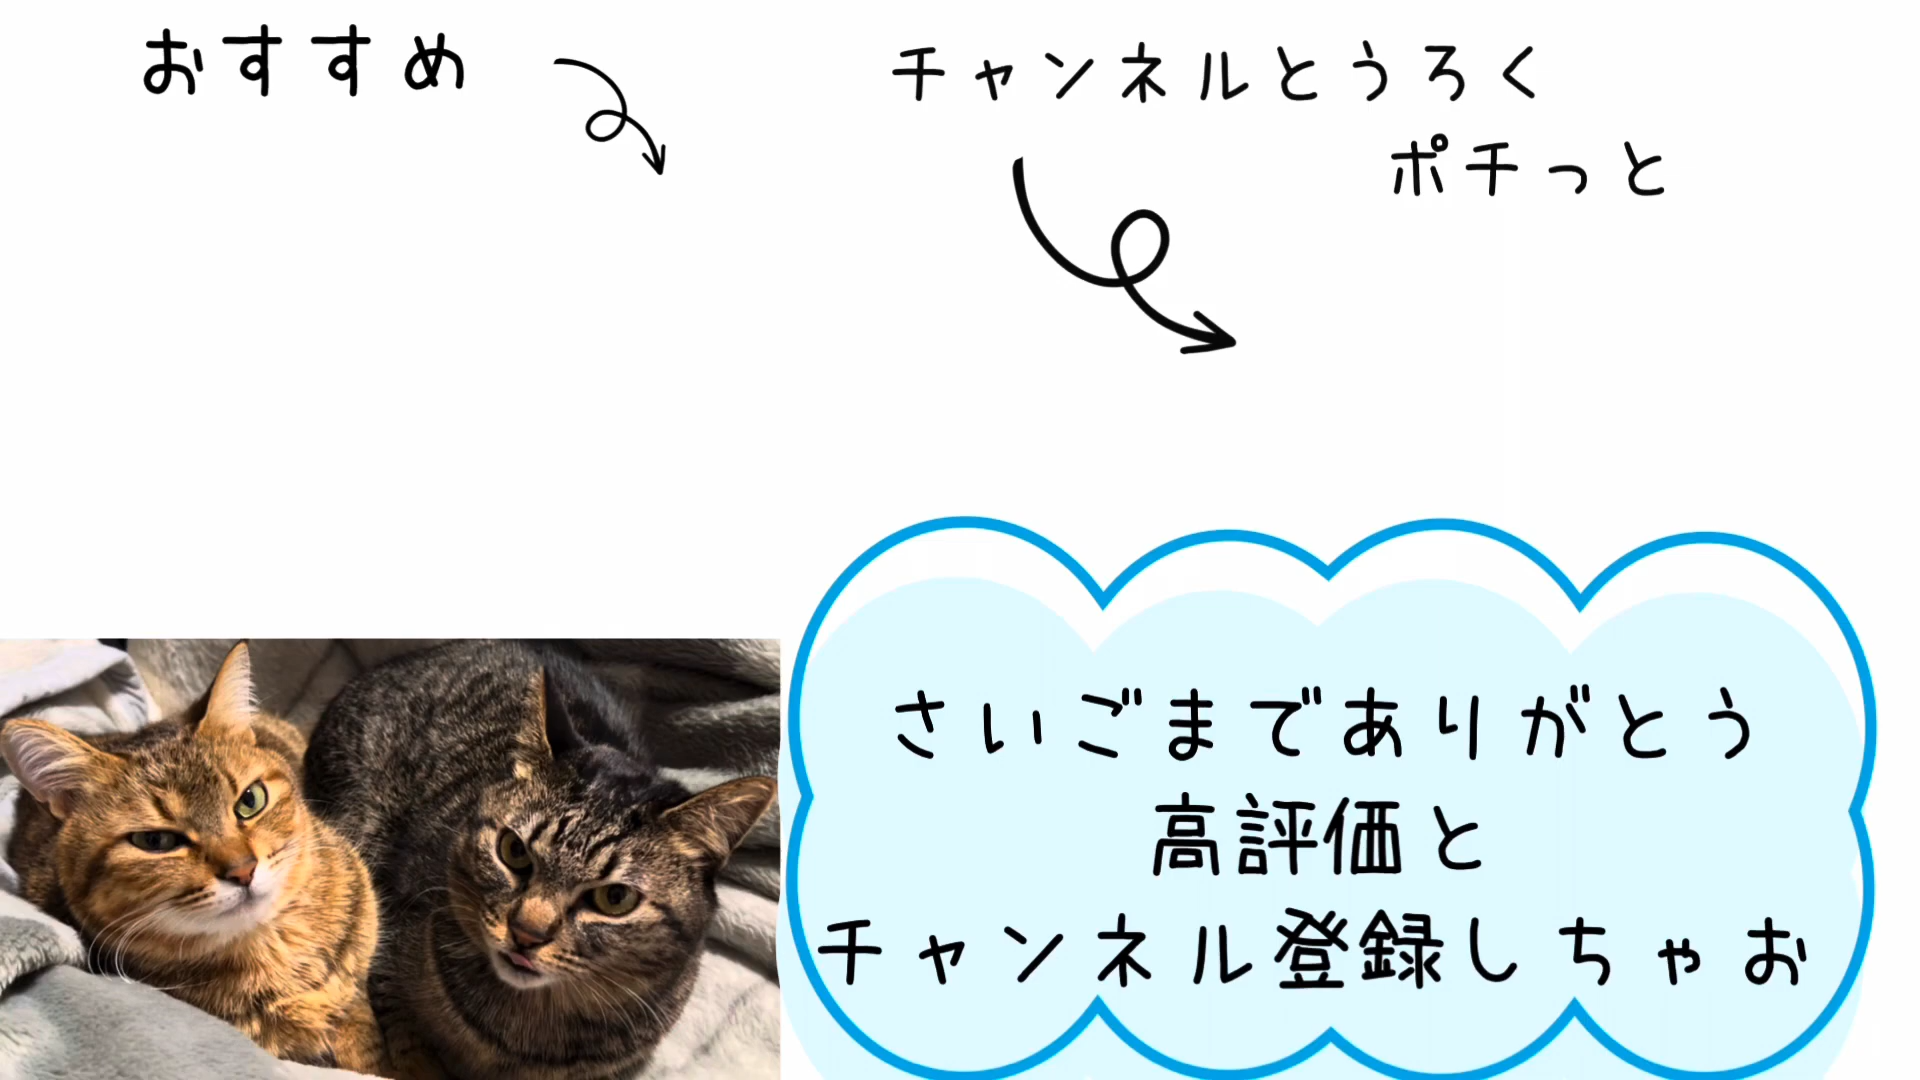 おすすめ
チャンネルとうろく
ポチっと
さいごまでありがとう
高評価と
チャンネル登録しちゃお